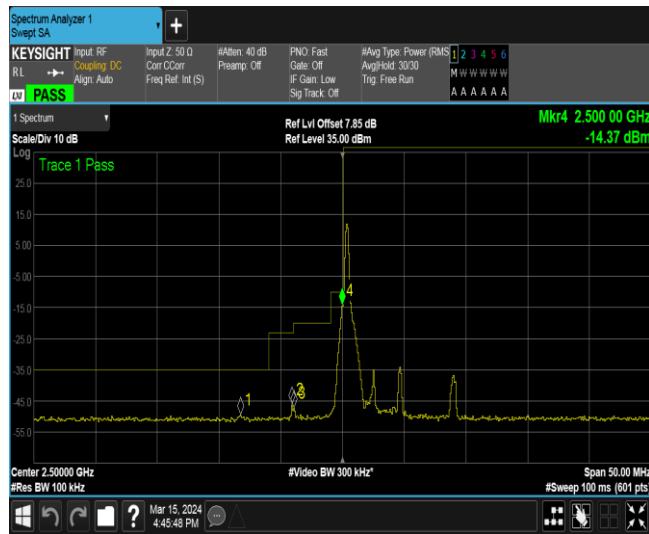 Spectrum Analyzer 1
Swept SA
+
KEYSIGHT
RL
LXI PASS
Input: RF
Coupling: DC
Align: Auto
Input Z: 50 Ω
Corr CCorr
Freq Ref: Int (S)
#Atten: 40 dB
Preamp: Off
PNO: Fast
Gate: Off
IF Gain: Low
Sig Track: Off
#Avg Type: Power (RMS
Avg|Hold: 30/30
Trig: Free Run
1 2 3 4 5 6
M W W W W W
A A A A A A
1 Spectrum
Scale/Div 10 dB
Log
Ref Lvl Offset 7.85 dB
Ref Level 35.00 dBm
Mkr4 2.500 00 GHz
-14.37 dBm
Trace 1 Pass
25.0
15.0
5.00
-5.00
-15.0
-25.0
-35.0
-45.0
-55.0
4
1
Center 2.50000 GHz
#Res BW 100 kHz
#Video BW 300 kHz*
Span 50.00 MHz
#Sweep 100 ms (601 pts)
?
Mar 15, 2024
4:45:48 PM